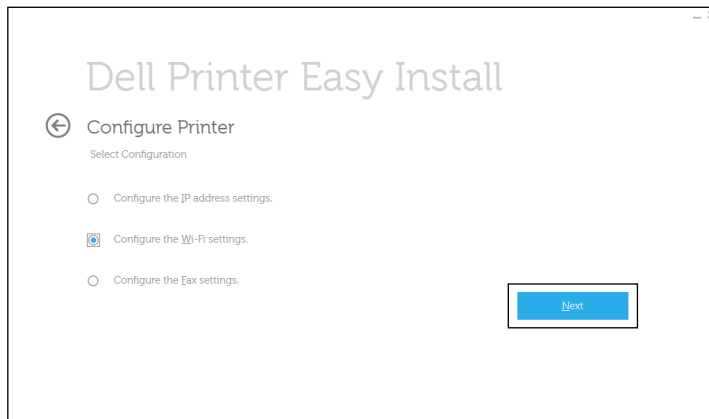 Dell Printer Easy Install
Configure Printer
Select Configuration
Configure the IP address settings.
Configure the Wi-Fi settings.
Configure the Fax settings.
Next